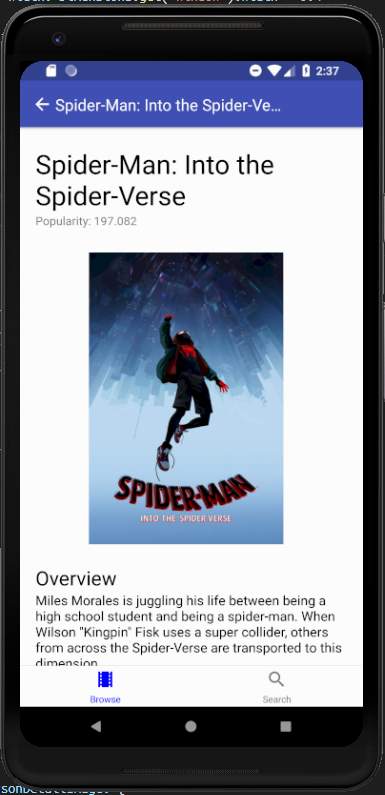 2:37
Spider-Man: Into the Spider-Ve...
Spider-Man: Into the
Spider-Verse
Popularity: 197.082
SPIDER-MAN
INTO THE SPIDER-VERSE
Overview
Miles Morales is juggling his life between being a
high school student and being a spider-man. When
Wilson "Kingpin" Fisk uses a super collider, others
from across the Spider-Verse are transported to this
dimension.
Browse
Search